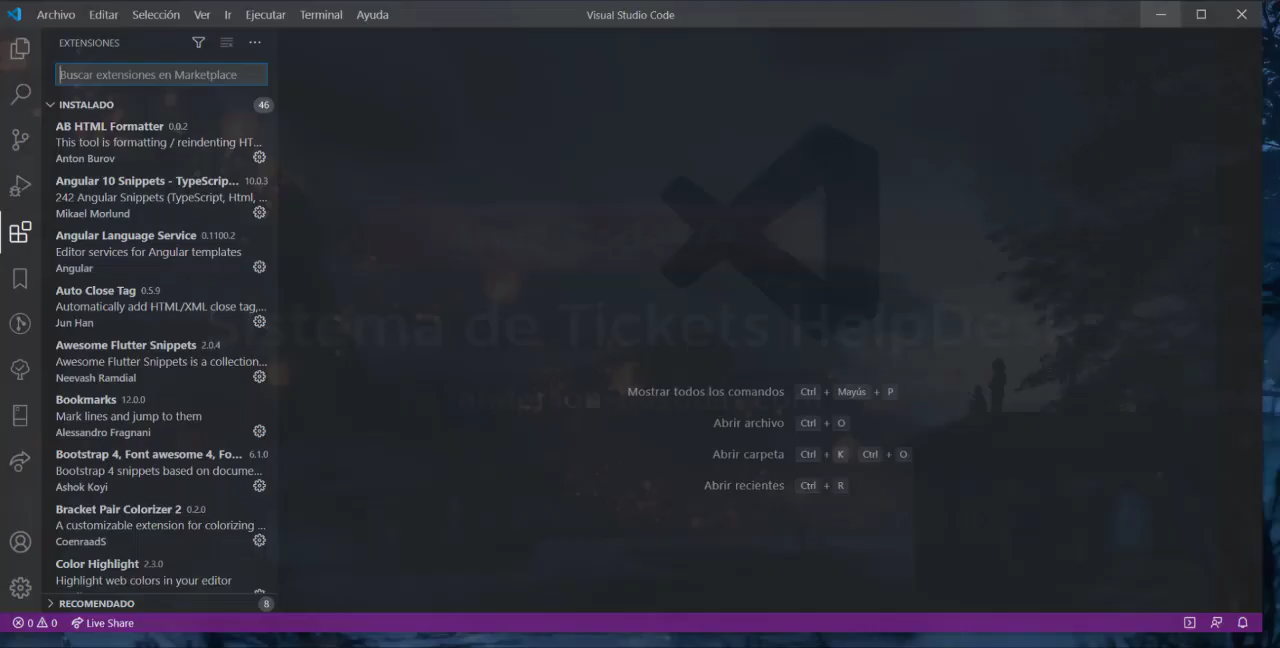 Archivo Editar Selección Ver Ir Ejecutar Terminal Ayuda
Visual Studio Code
EXTENSIONES
Buscar extensiones en Marketplace
INSTALADO 46
AB HTML Formatter 0.0.2
This tool is formatting / reindenting HT...
Anton Burov
Angular 10 Snippets - TypeScrip... 10.0.3
242 Angular Snippets (TypeScript, Html, ...
Mikael Morlund
Angular Language Service 0.1100.2
Editor services for Angular templates
Angular
Auto Close Tag 0.5.9
Automatically add HTML/XML close tag,...
Jun Han
Awesome Flutter Snippets 2.0.4
Awesome Flutter Snippets is a collection...
Neevash Ramdial
Bookmarks 12.0.0
Mark lines and jump to them
Alessandro Fragnani
Bootstrap 4, Font awesome 4, Fo... 6.1.0
Bootstrap 4 snippets based on docume...
Ashok Koyi
Bracket Pair Colorizer 2 0.2.0
A customizable extension for colorizing ...
CoenraadS
Color Highlight 2.3.0
Highlight web colors in your editor
RECOMENDADO 8
Sistema de Tickets HelpDesk
Mostrar todos los comandos Ctrl + Mayús + P
Abrir archivo Ctrl + O
Abrir carpeta Ctrl + K Ctrl + O
Abrir recientes Ctrl + R
0 0 Live Share